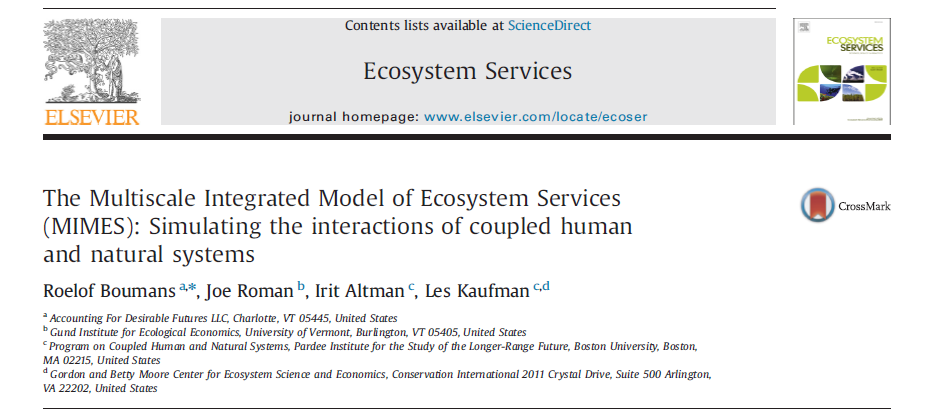 Contents lists available at ScienceDirect
Ecosystem Services
journal homepage: www.elsevier.com/locate/ecoser
ELSEVIER
ECOSYSTEM
SERVICES
The Multiscale Integrated Model of Ecosystem Services
(MIMES): Simulating the interactions of coupled human
and natural systems
CrossMark
Roelof Boumans a,*, Joe Roman b, Irit Altman c, Les Kaufman c,d
a Accounting For Desirable Futures LLC, Charlotte, VT 05445, United States
b Gund Institute for Ecological Economics, University of Vermont, Burlington, VT 05405, United States
c Program on Coupled Human and Natural Systems, Pardee Institute for the Study of the Longer-Range Future, Boston University, Boston,
MA 02215, United States
d Gordon and Betty Moore Center for Ecosystem Science and Economics, Conservation International 2011 Crystal Drive, Suite 500 Arlington,
VA 22202, United States